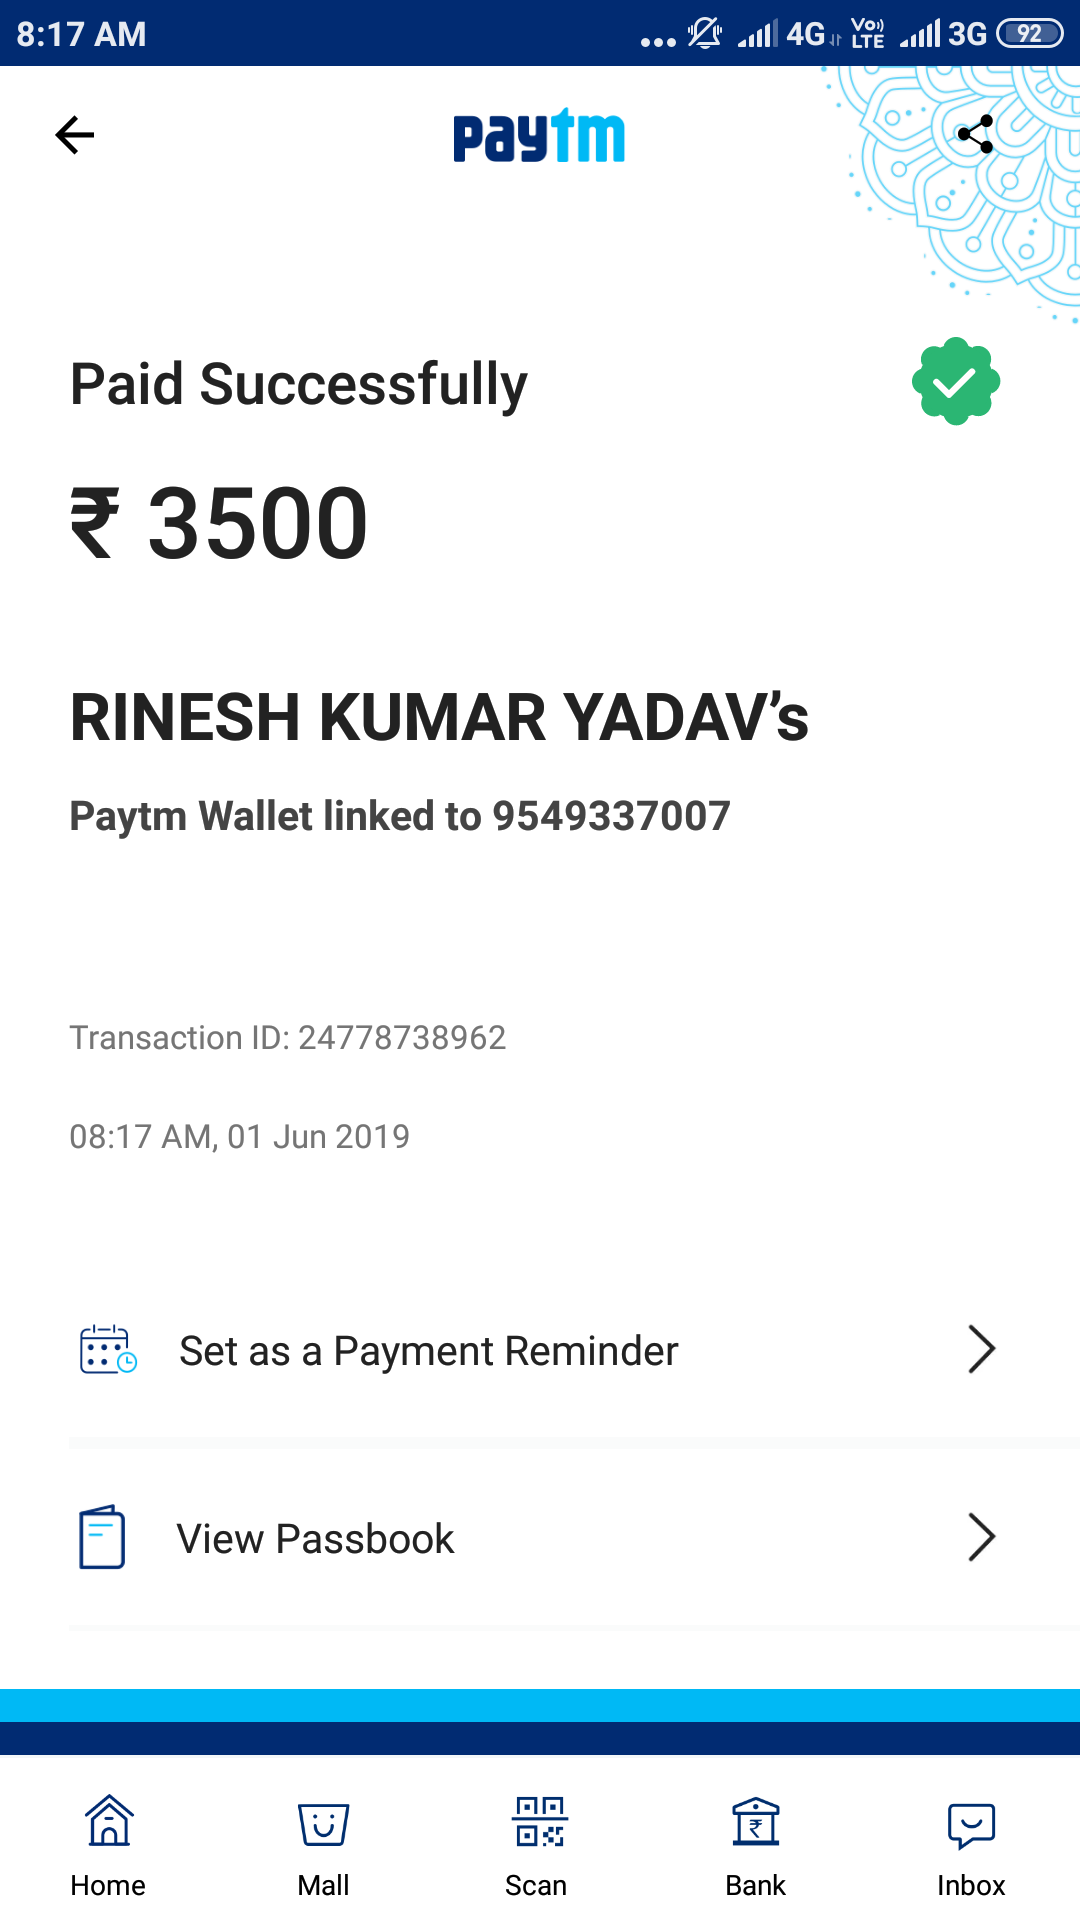 8:17 AM
4G VoLTE 3G 92
paytm
Paid Successfully
₹ 3500
RINESH KUMAR YADAV’s
Paytm Wallet linked to 9549337007
Transaction ID: 24778738962
08:17 AM, 01 Jun 2019
Set as a Payment Reminder
View Passbook
Home Mall Scan Bank Inbox